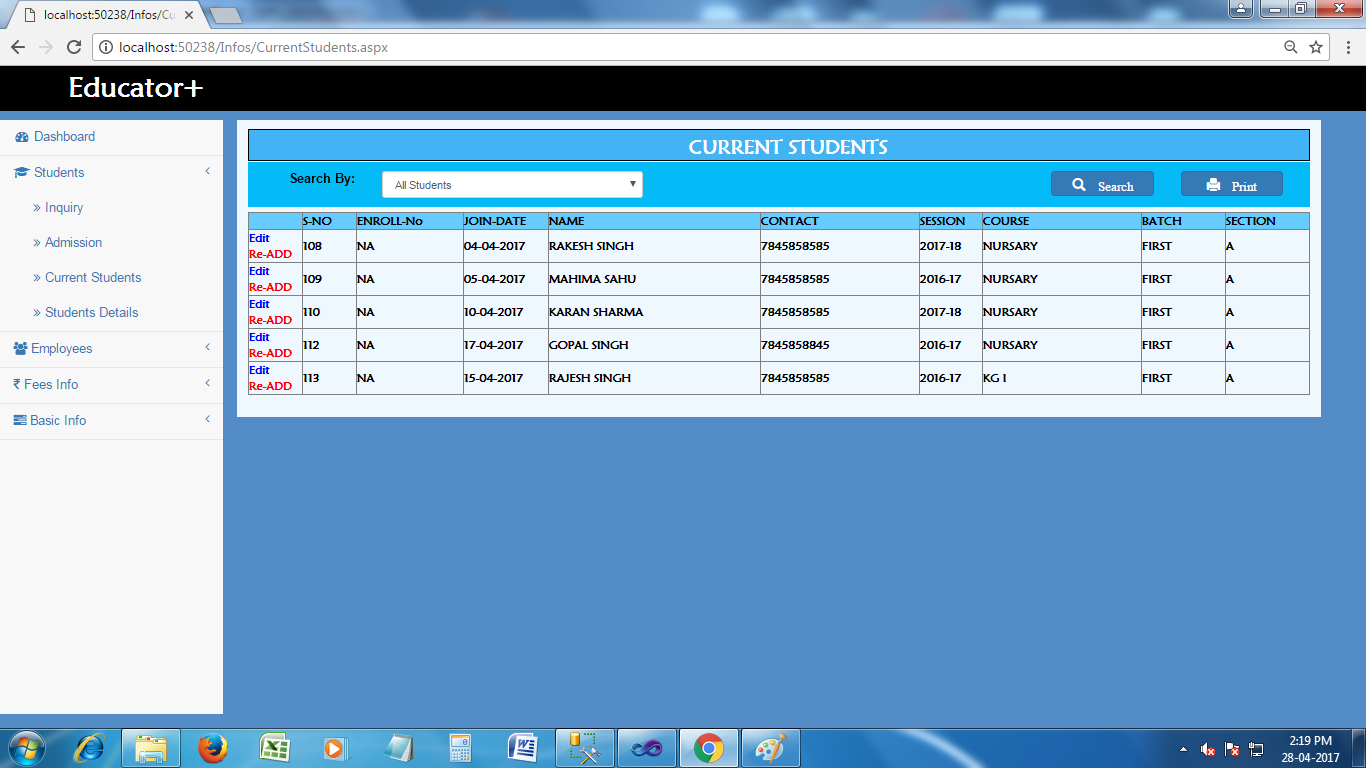 localhost:50238/Infos/Cu
localhost:50238/Infos/CurrentStudents.aspx
Educator+
Dashboard
Students
» Inquiry
» Admission
» Current Students
» Students Details
Employees
₹ Fees Info
Basic Info
CURRENT STUDENTS
Search By: All Students Search Print
S-NO ENROLL-No JOIN-DATE NAME CONTACT SESSION COURSE BATCH SECTION
Edit
Re-ADD 108 NA 04-04-2017 RAKESH SINGH 7845858585 2017-18 NURSARY FIRST A
Edit
Re-ADD 109 NA 05-04-2017 MAHIMA SAHU 7845858585 2016-17 NURSARY FIRST A
Edit
Re-ADD 110 NA 10-04-2017 KARAN SHARMA 7845858585 2017-18 NURSARY FIRST A
Edit
Re-ADD 112 NA 17-04-2017 GOPAL SINGH 7845858845 2016-17 NURSARY FIRST A
Edit
Re-ADD 113 NA 15-04-2017 RAJESH SINGH 7845858585 2016-17 KG 1 FIRST A
2:19 PM
28-04-2017